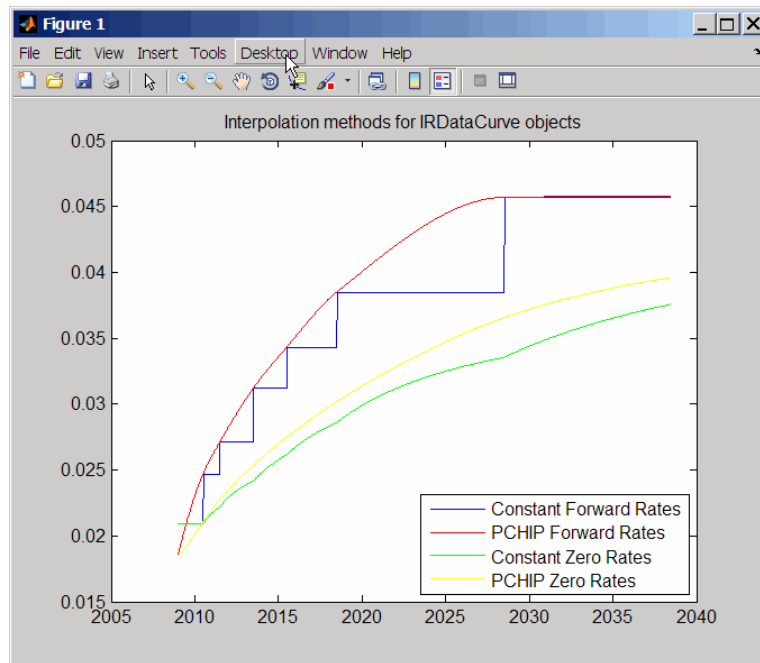 Figure 1
File Edit View Insert Tools Desktop Window Help
Interpolation methods for IRDataCurve objects
0.05
0.045
0.04
0.035
0.03
0.025
0.02
0.015
2005 2010 2015 2020 2025 2030 2035 2040
Constant Forward Rates
PCHIP Forward Rates
Constant Zero Rates
PCHIP Zero Rates